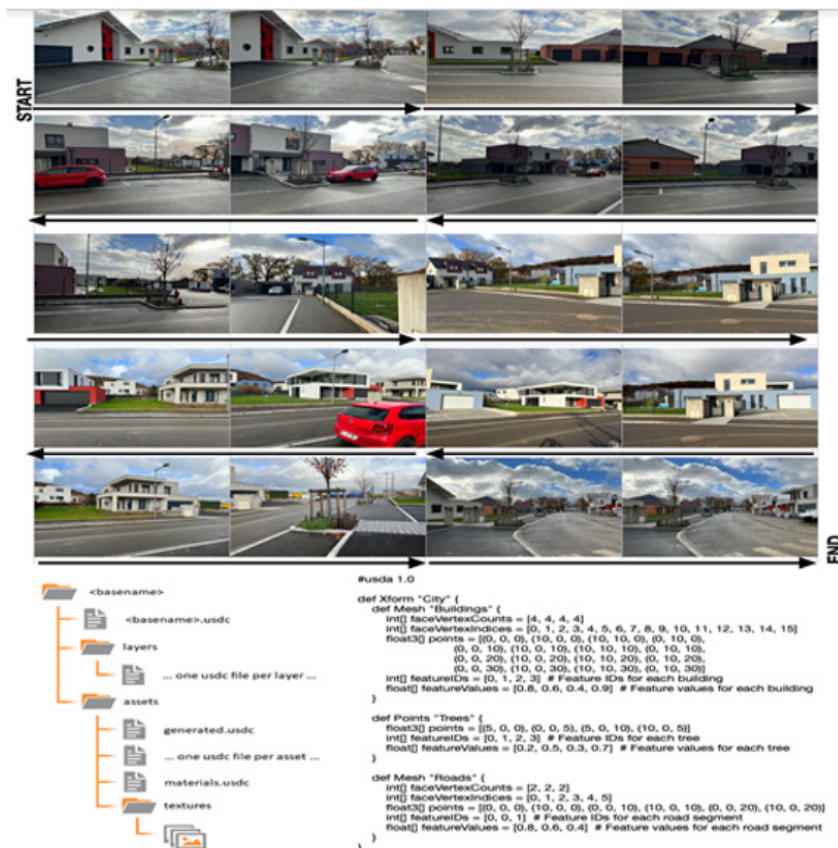 START
END
<basename>
<basename>.usdc
layers
... one usdc file per layer ...
assets
generated.usdc
... one usdc file per asset ...
materials.usdc
textures
#usda 1.0
def Xform "City" {
def Mesh "Buildings" {
int[] faceVertexCounts = [4, 4, 4, 4]
int[] faceVertexIndices = [0, 1, 2, 3, 4, 5, 6, 7, 8, 9, 10, 11, 12, 13, 14, 15]
float3[] points = [(0, 0, 0), (10, 0, 0), (10, 10, 0), (0, 10, 0),
(0, 0, 10), (10, 0, 10), (10, 10, 10), (0, 10, 10),
(0, 0, 20), (10, 0, 20), (10, 10, 20), (0, 10, 20),
(0, 0, 30), (10, 0, 30), (10, 10, 30), (0, 10, 30)]
int[] featureIDs = [0, 1, 2, 3] # Feature IDs for each building
float[] featureValues = [0.8, 0.6, 0.4, 0.9] # Feature values for each building
}
def Points "Trees" {
float3[] points = [(5, 0, 0), (0, 0, 5), (5, 0, 10), (10, 0, 5)]
int[] featureIDs = [0, 1, 2, 3] # Feature IDs for each tree
float[] featureValues = [0.2, 0.5, 0.3, 0.7] # Feature values for each tree
}
def Mesh "Roads" {
int[] faceVertexCounts = [2, 2, 2]
int[] faceVertexIndices = [0, 1, 2, 3, 4, 5]
float3[] points = [(0, 0, 0), (10, 0, 0), (0, 0, 10), (10, 0, 10), (0, 0, 20), (10, 0, 20)]
int[] featureIDs = [0, 0, 1] # Feature IDs for each road segment
float[] featureValues = [0.8, 0.6, 0.4] # Feature values for each road segment
}
}